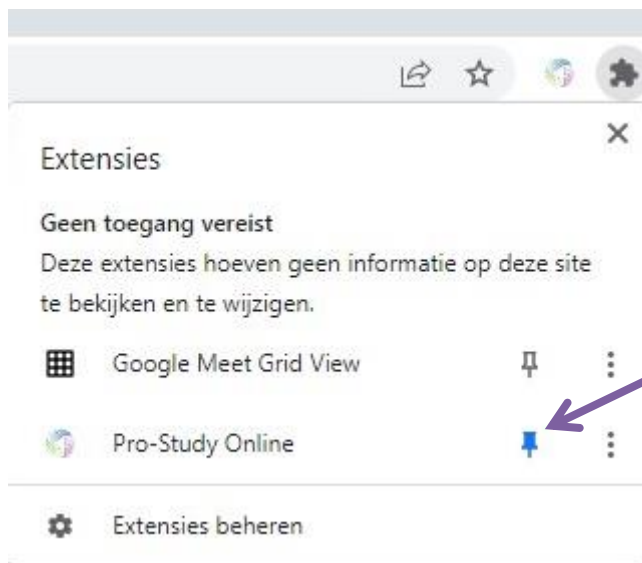 Extensies
Geen toegang vereist
Deze extensies hoeven geen informatie op deze site
te bekijken en te wijzigen.
Google Meet Grid View
Pro-Study Online
Extensies beheren